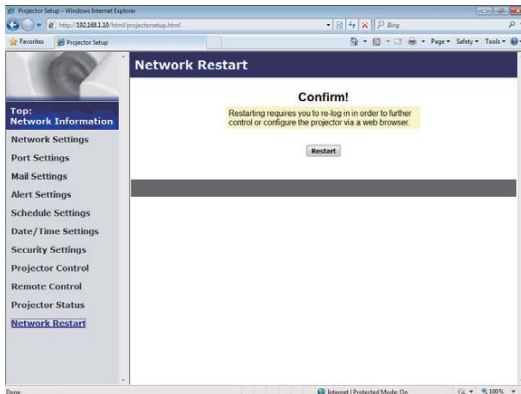 Projector Setup - Windows Internet Explorer
http://192.168.1.10/html/projectorsetup.html
Bing
Favorites Projector Setup Page Safety Tools
Network Restart
Confirm!
Restarting requires you to re-log in in order to further
control or configure the projector via a web browser.
Restart
Top:
Network Information
Network Settings
Port Settings
Mail Settings
Alert Settings
Schedule Settings
Date/Time Settings
Security Settings
Projector Control
Remote Control
Projector Status
Network Restart
Done Internet | Protected Mode: On 100%